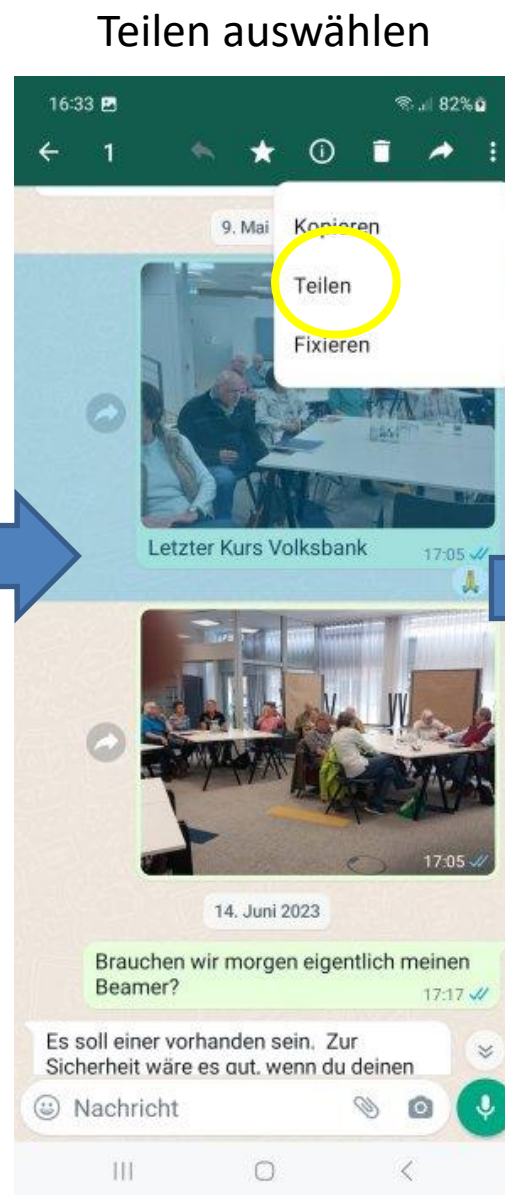 Teilen auswählen
16:33 82%
1
9. Mai
Kopieren
Teilen
Fixieren
Letzter Kurs Volksbank 17:05
17:05
14. Juni 2023
Brauchen wir morgen eigentlich meinen
Beamer? 17:17
Es soll einer vorhanden sein. Zur
Sicherheit wäre es gut, wenn du deinen
Nachricht